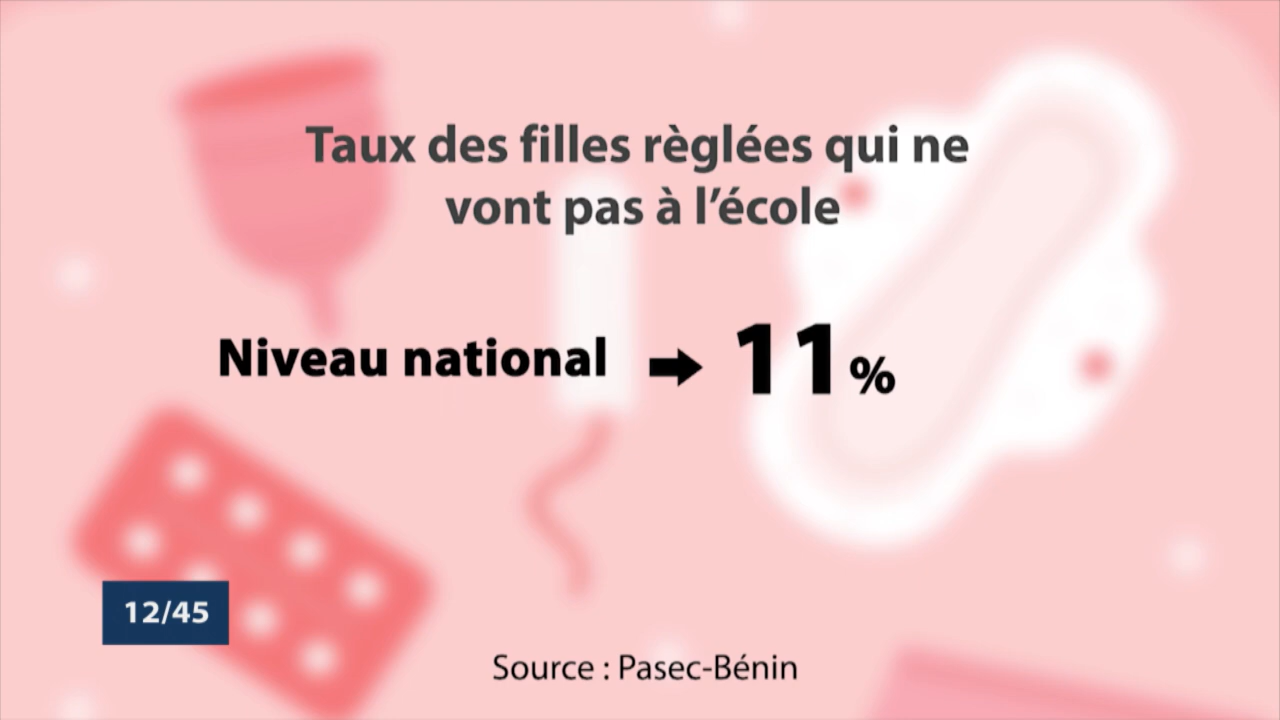 Taux des filles règlées qui ne
vont pas à l’école
Niveau national ➡ 11%
12/45
Source : Pasec-Bénin